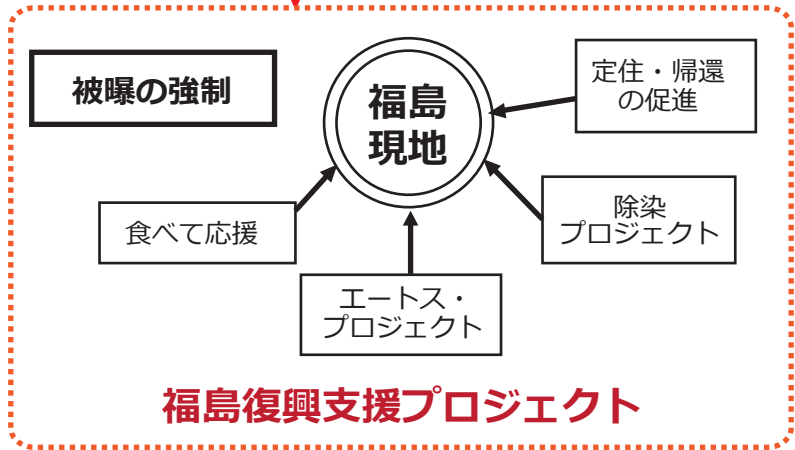 被曝の強制
福島
現地
定住・帰還
の促進
食べて応援
除染
プロジェクト
エートス・
プロジェクト
福島復興支援プロジェクト